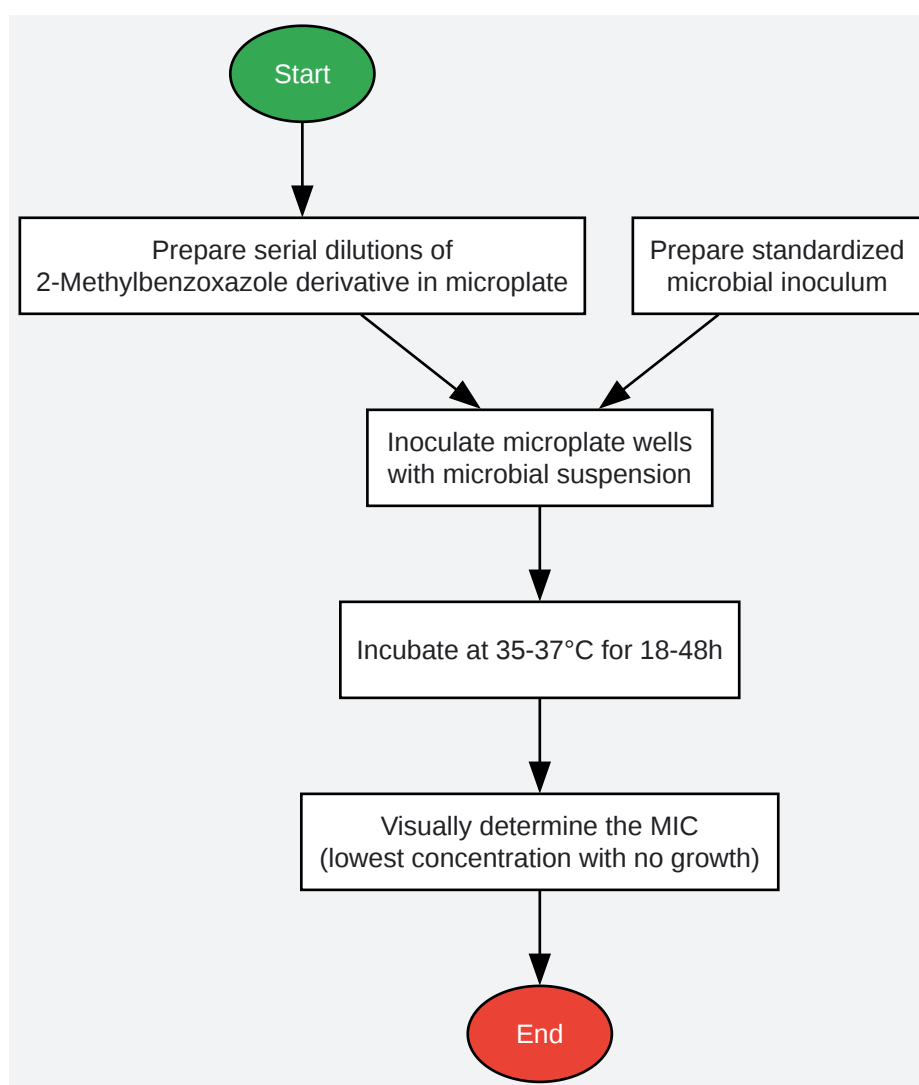 Start
Prepare serial dilutions of
2-Methylbenzoxazole derivative in microplate
Prepare standardized
microbial inoculum
Inoculate microplate wells
with microbial suspension
Incubate at 35-37°C for 18-48h
Visually determine the MIC
(lowest concentration with no growth)
End